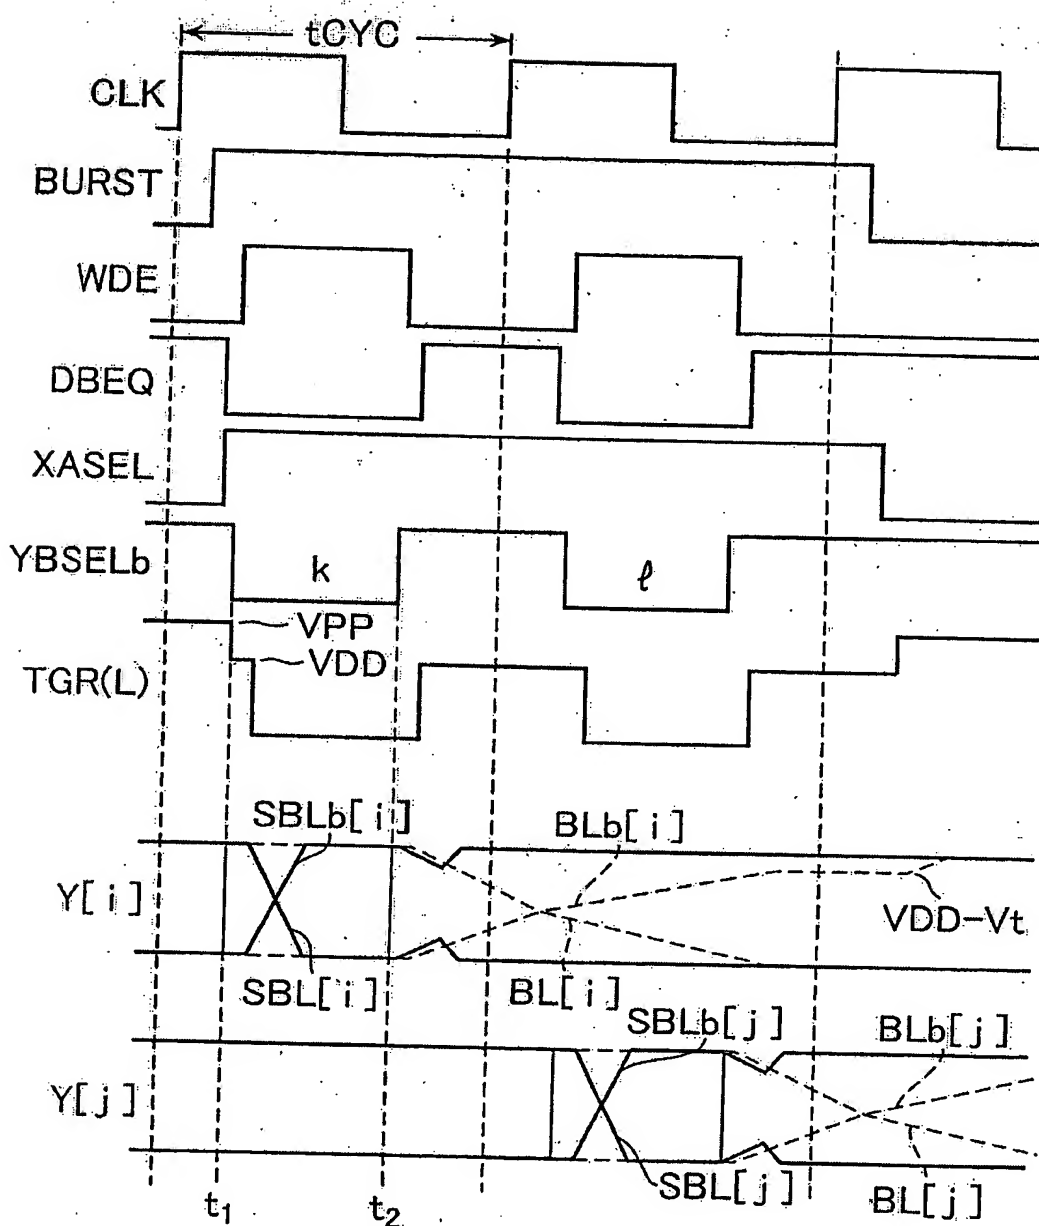 tCYC
CLK
BURST
WDE
DBEQ
XASEL
YBSELb
k
ℓ
VPP
VDD
TGR(L)
SBLb[i]
BLb[i]
Y[i]
VDD-Vt
SBL[i]
BL[i]
SBLb[j]
BLb[j]
Y[j]
SBL[j]
BL[j]
t1
t2